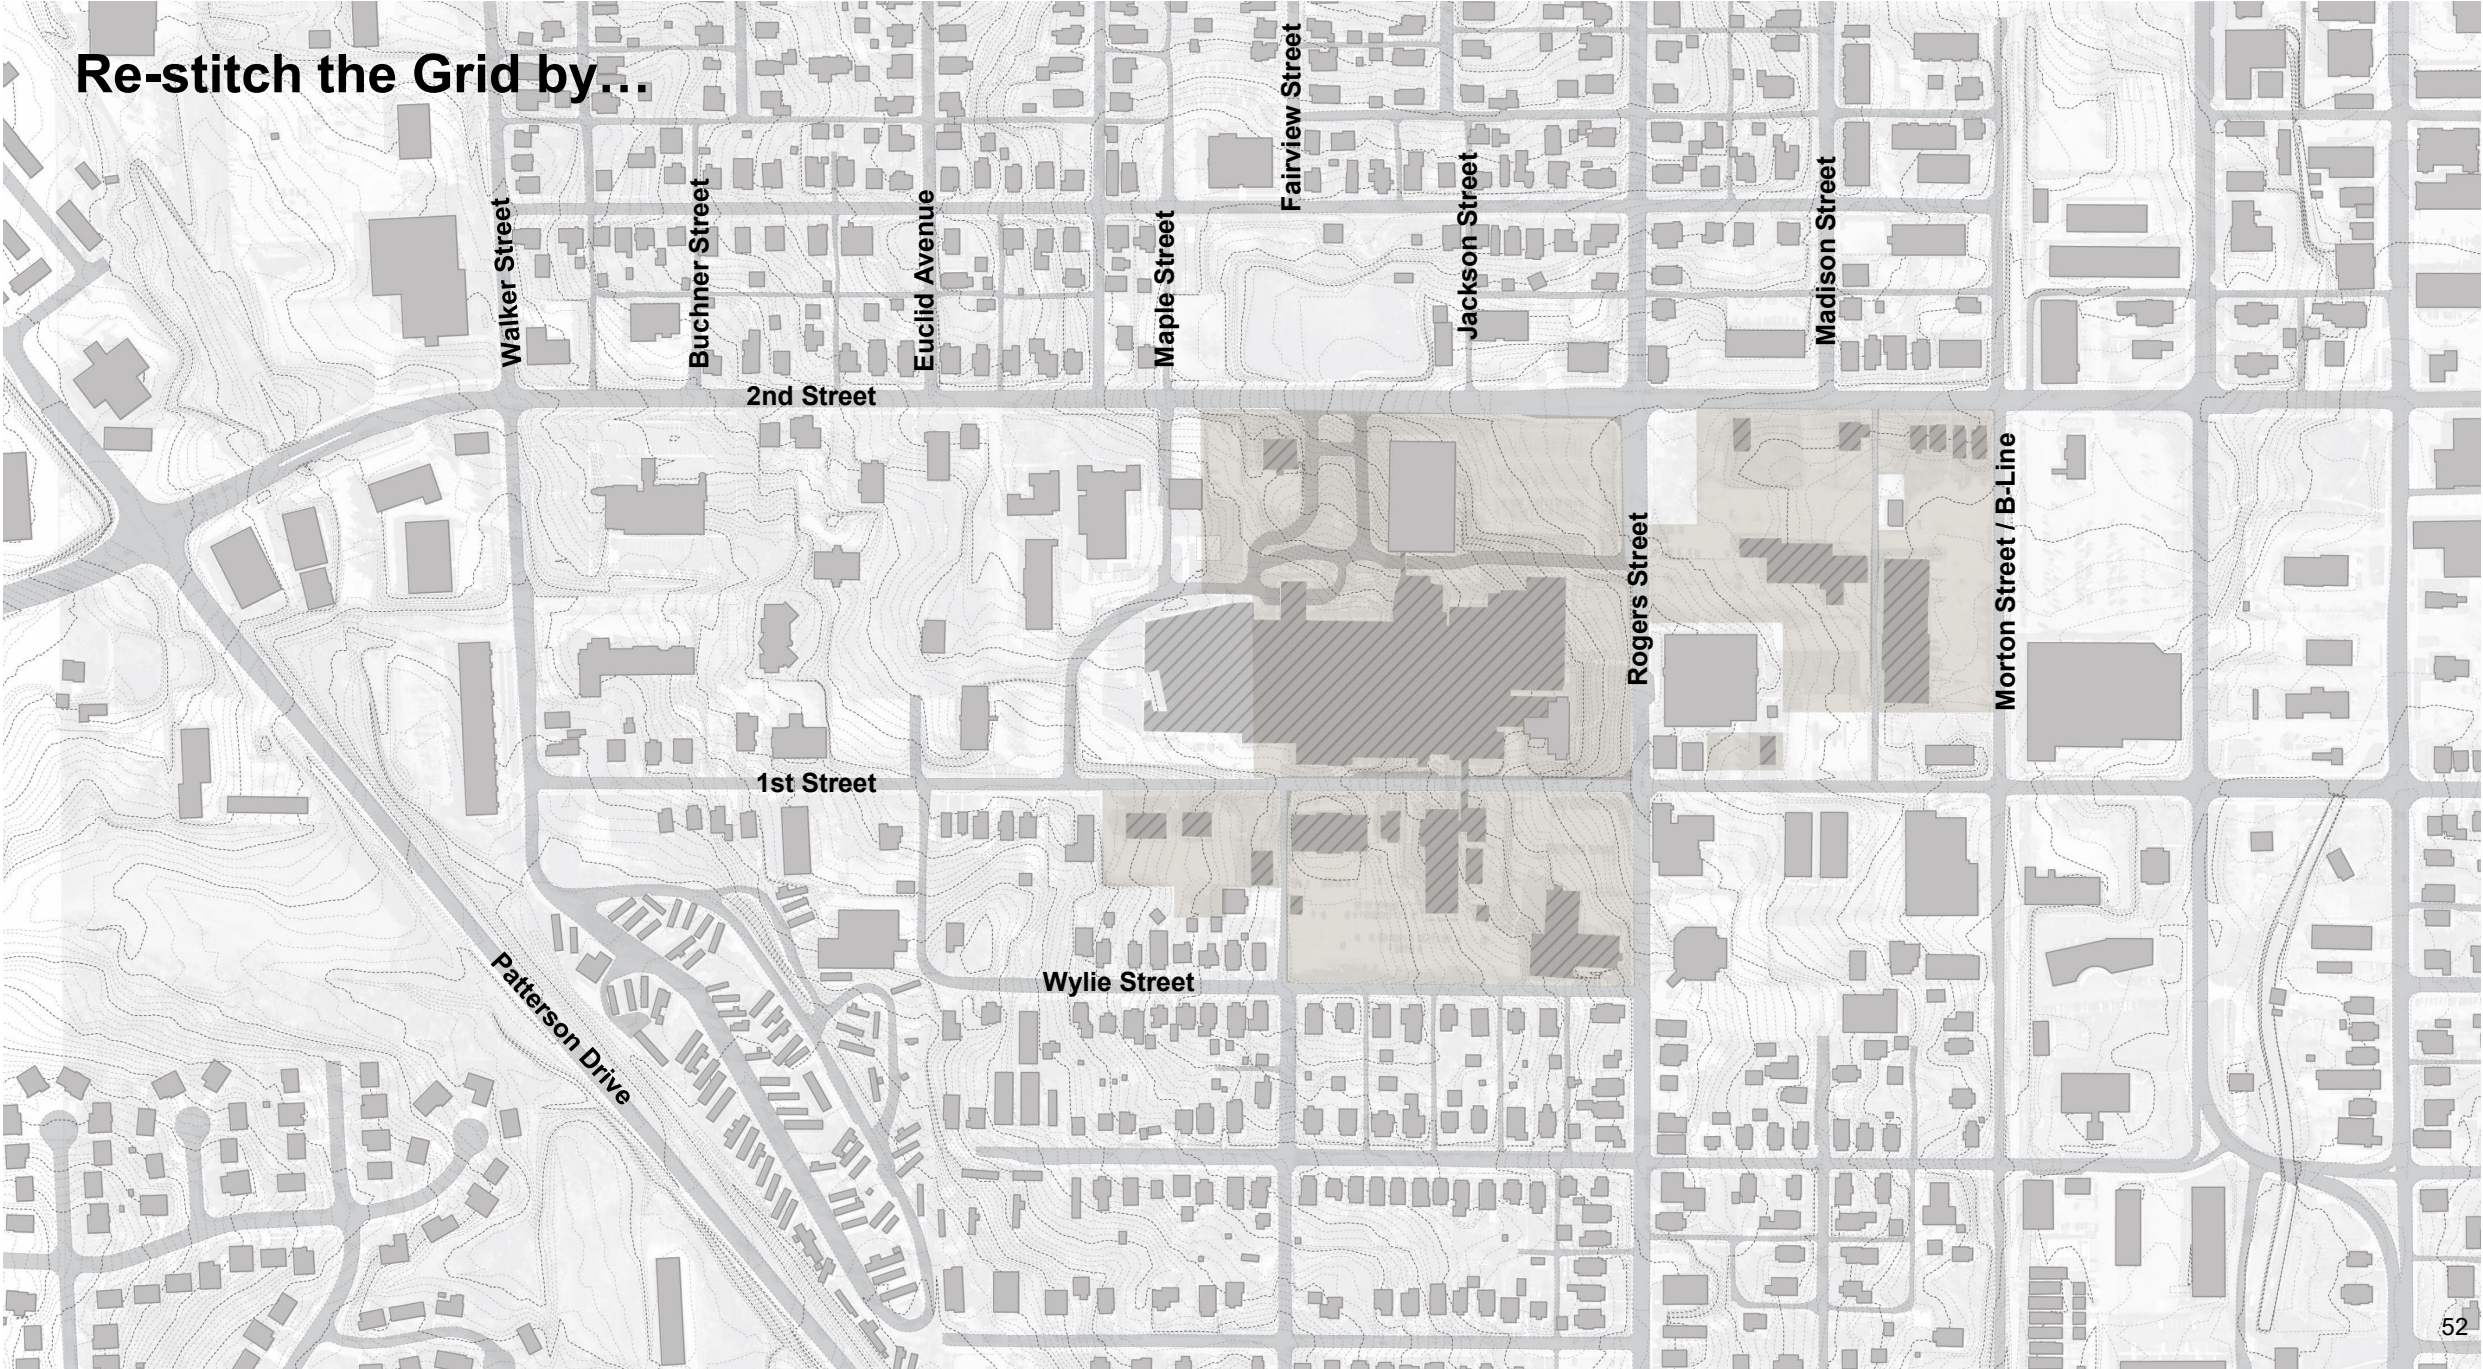 Re-stitch the Grid by…
Fairview Street
Jackson Street
Madison Street
Walker Street
Buchner Street
Euclid Avenue
Maple Street
2nd Street
Rogers Street
Morton Street / B-Line
1st Street
Wylie Street
Patterson Drive
52